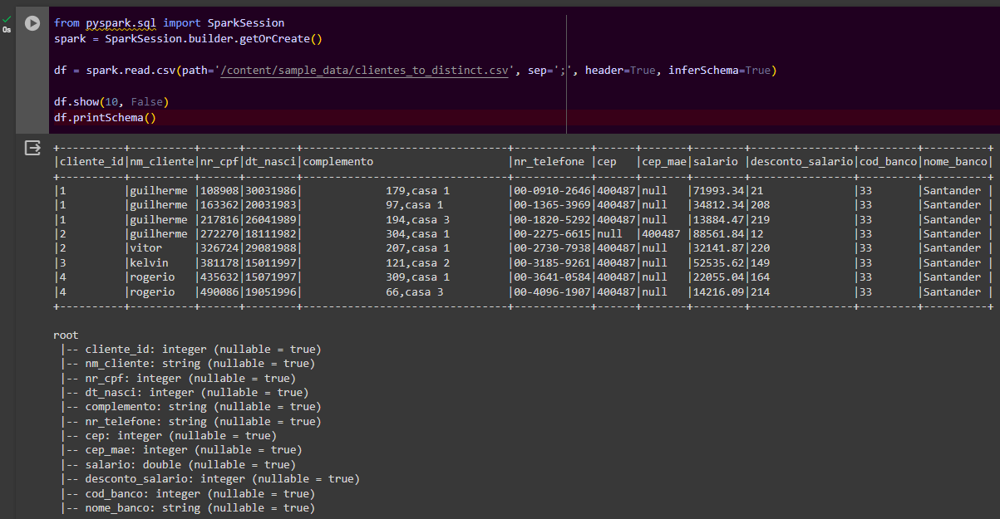 0s
from pyspark.sql import SparkSession
spark = SparkSession.builder.getOrCreate()
df = spark.read.csv(path='/content/sample_data/clientes_to_distinct.csv', sep=';', header=True, inferSchema=True)
df.show(10, False)
df.printSchema()
+----------+----------+------+--------+--------------------------------+-------------+------+-------+--------+----------------+---------+----------+
|cliente_id|nm_cliente|nr_cpf|dt_nasci|complemento                     |nr_telefone |cep   |cep_mae|salario |desconto_salario|cod_banco|nome_banco|
+----------+----------+------+--------+--------------------------------+-------------+------+-------+--------+----------------+---------+----------+
|1         |guilherme |108908|30031986|             179,casa 1         |00-0910-2646|400487|null   |71993.34|21              |33       |Santander |
|1         |guilherme |163362|20031983|             97,casa 1          |00-1365-3969|400487|null   |34812.34|208             |33       |Santander |
|1         |guilherme |217816|26041989|             194,casa 3         |00-1820-5292|400487|null   |13884.47|219             |33       |Santander |
|2         |guilherme |272270|18111982|             304,casa 1         |00-2275-6615|null  |400487 |88561.84|12              |33       |Santander |
|2         |vitor     |326724|29081988|             207,casa 1         |00-2730-7938|400487|null   |32141.87|220             |33       |Santander |
|3         |kelvin    |381178|15011997|             121,casa 2         |00-3185-9261|400487|null   |52535.62|149             |33       |Santander |
|4         |rogerio   |435632|15071997|             309,casa 1         |00-3641-0584|400487|null   |22055.04|164             |33       |Santander |
|4         |rogerio   |490086|19051996|             66,casa 3          |00-4096-1907|400487|null   |14216.09|214             |33       |Santander |
+----------+----------+------+--------+--------------------------------+-------------+------+-------+--------+----------------+---------+----------+
root
 |-- cliente_id: integer (nullable = true)
 |-- nm_cliente: string (nullable = true)
 |-- nr_cpf: integer (nullable = true)
 |-- dt_nasci: integer (nullable = true)
 |-- complemento: string (nullable = true)
 |-- nr_telefone: string (nullable = true)
 |-- cep: integer (nullable = true)
 |-- cep_mae: integer (nullable = true)
 |-- salario: double (nullable = true)
 |-- desconto_salario: integer (nullable = true)
 |-- cod_banco: integer (nullable = true)
 |-- nome_banco: string (nullable = true)